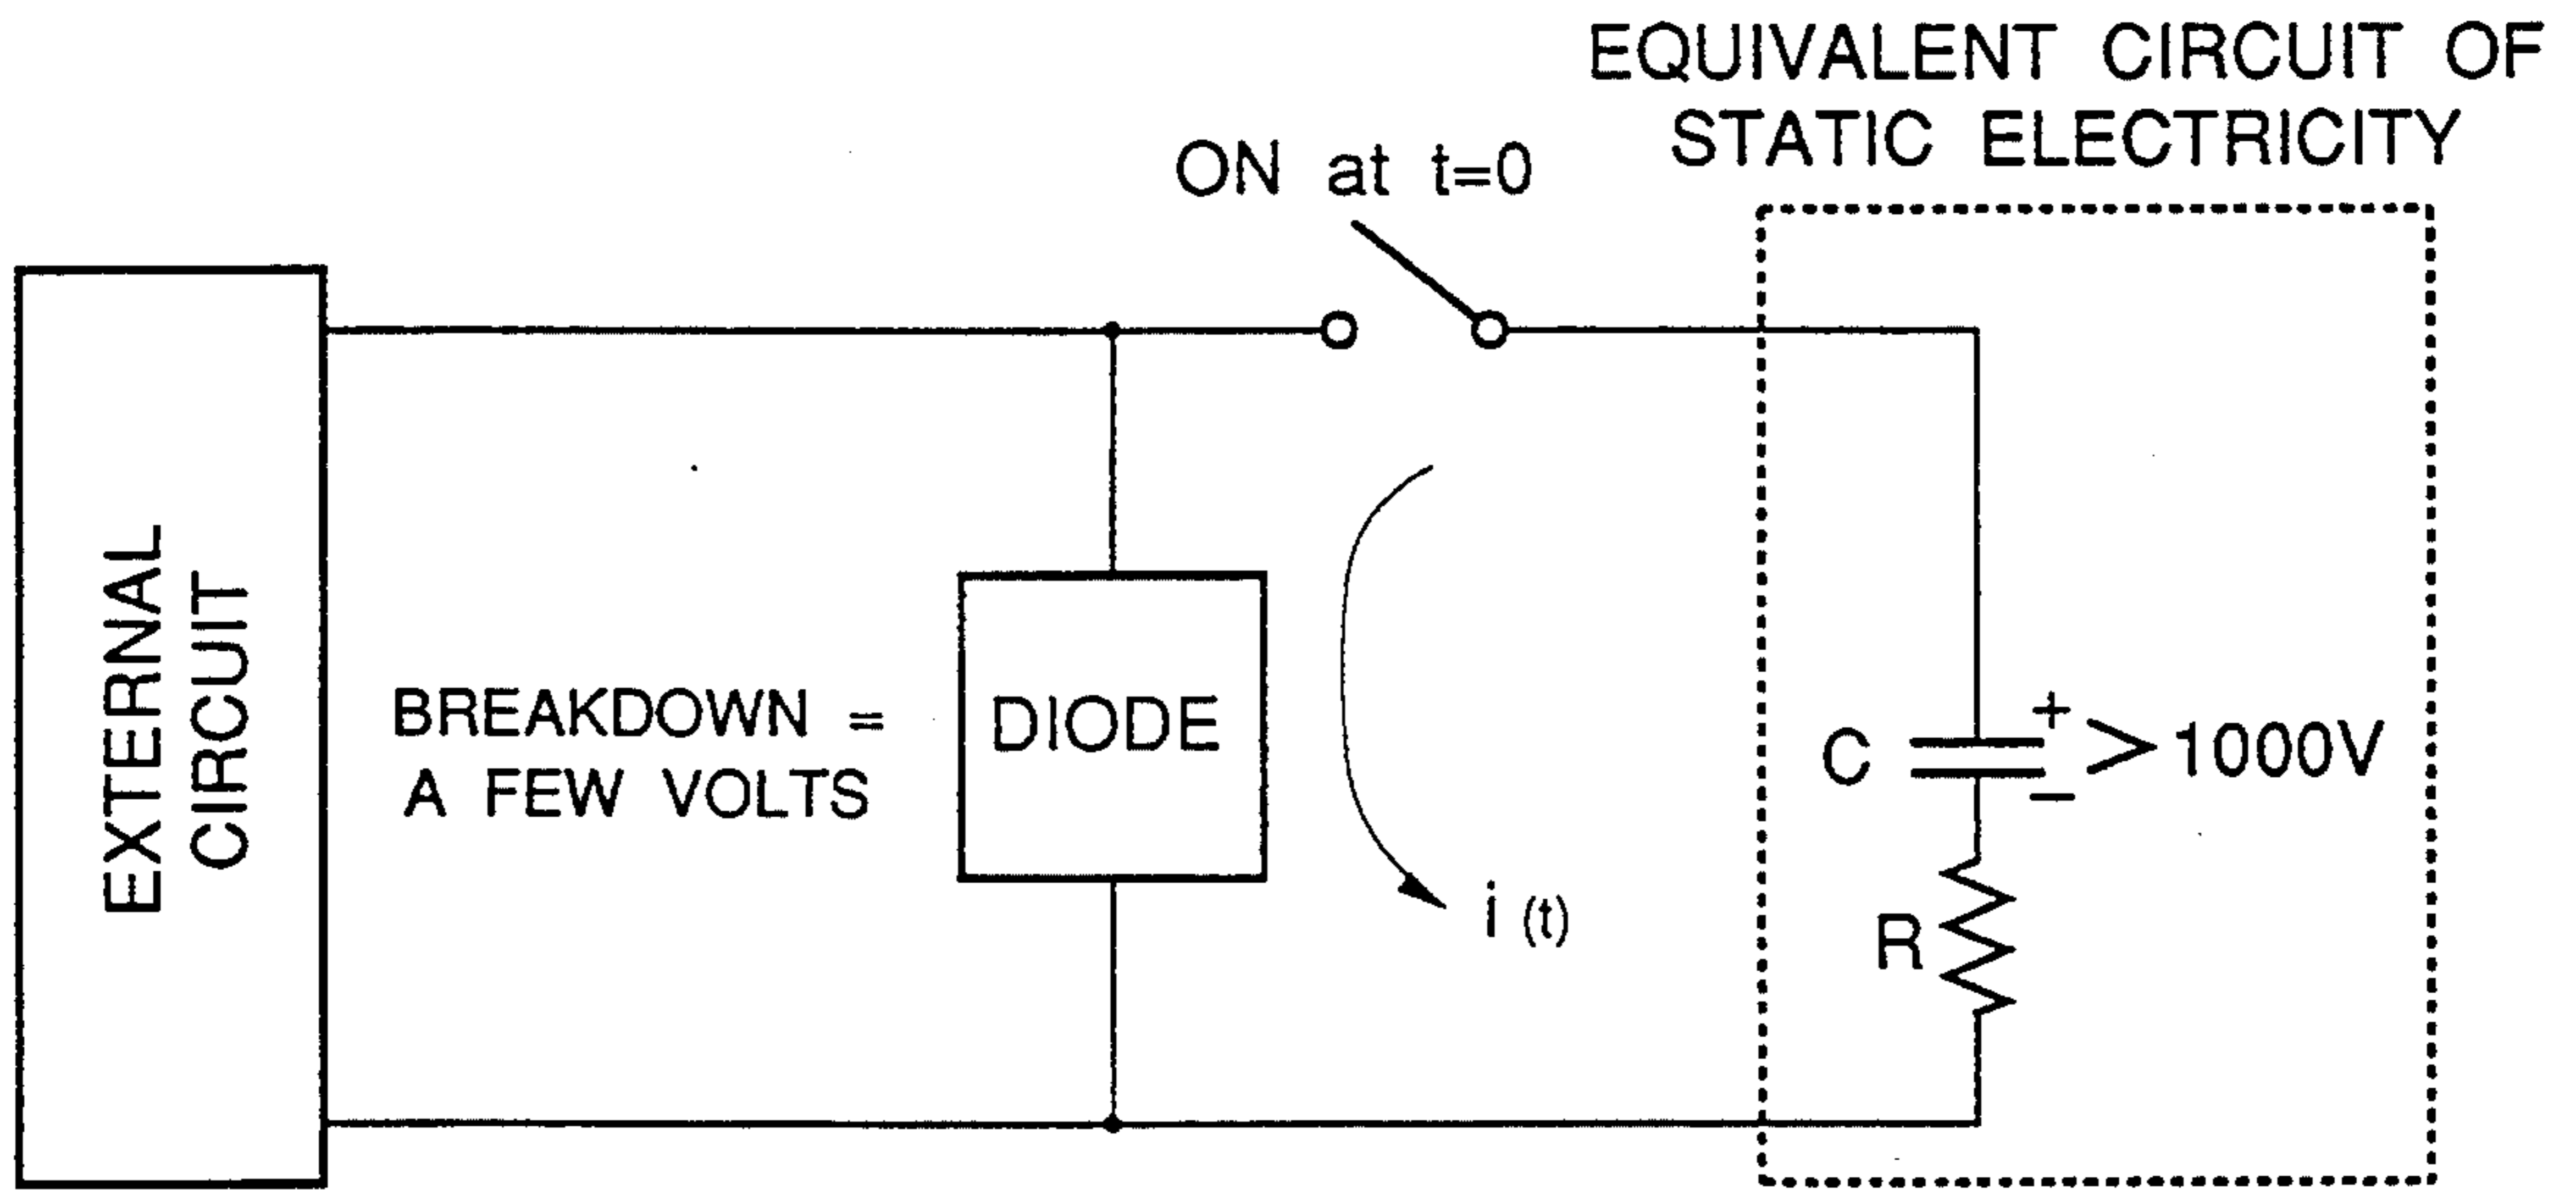 EQUIVALENT CIRCUIT OF
STATIC ELECTRICITY
ON at t=0
EXTERNAL
CIRCUIT
BREAKDOWN =
A FEW VOLTS
DIODE
i (t)
C
+
−
> 1000V
R